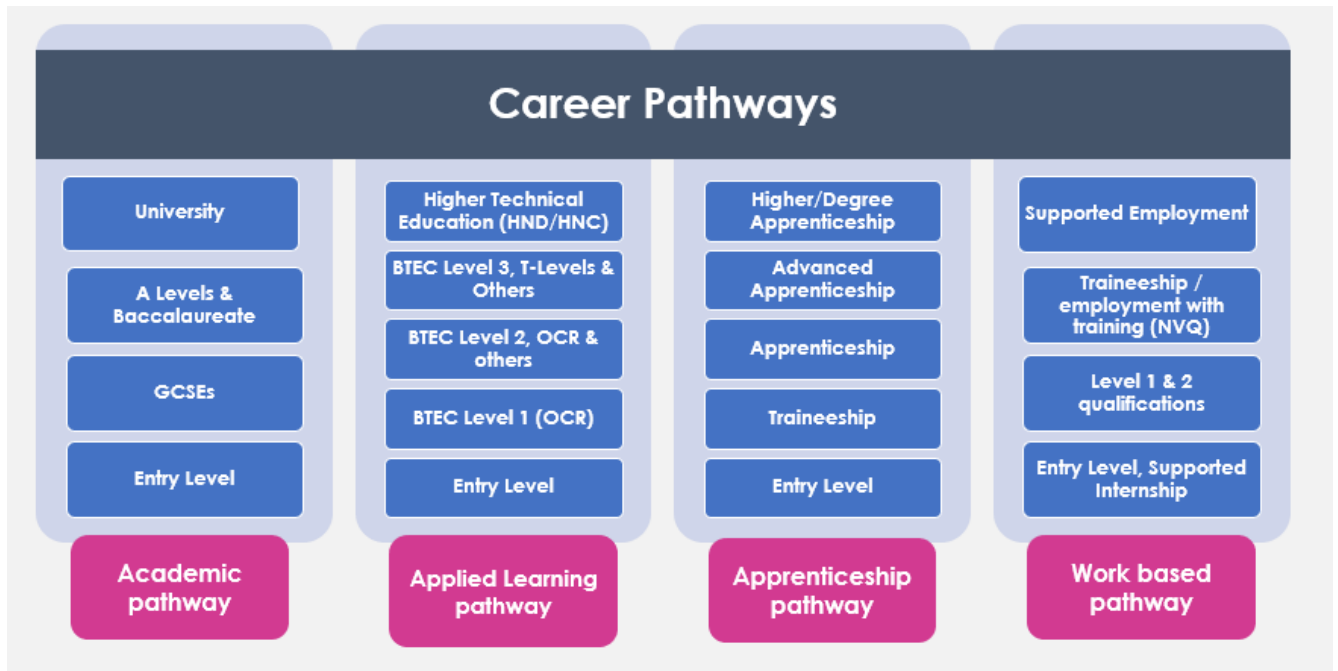 Career Pathways
University
A Levels &
Baccalaureate
GCSEs
Entry Level
Academic
pathway
Higher Technical
Education (HND/HNC)
BTEC Level 3, T-Levels &
Others
BTEC Level 2, OCR &
others
BTEC Level 1 (OCR)
Entry Level
Applied Learning
pathway
Higher/Degree
Apprenticeship
Advanced
Apprenticeship
Apprenticeship
Traineeship
Entry Level
Apprenticeship
pathway
Supported Employment
Traineeship /
employment with
training (NVQ)
Level 1 & 2
qualifications
Entry Level, Supported
Internship
Work based
pathway